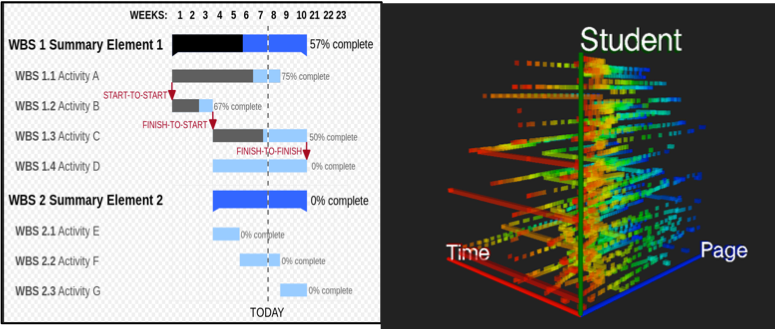 WEEKS: 1 2 3 4 5 6 7 8 9 10 21 22 23
WBS 1 Summary Element 1 57% complete
WBS 1.1 Activity A 75% complete
START-TO-START
WBS 1.2 Activity B 67% complete
FINISH-TO-START
WBS 1.3 Activity C 50% complete
FINISH-TO-FINISH
WBS 1.4 Activity D 0% complete
WBS 2 Summary Element 2 0% complete
WBS 2.1 Activity E 0% complete
WBS 2.2 Activity F 0% complete
WBS 2.3 Activity G 0% complete
TODAY
Student
Time
Page